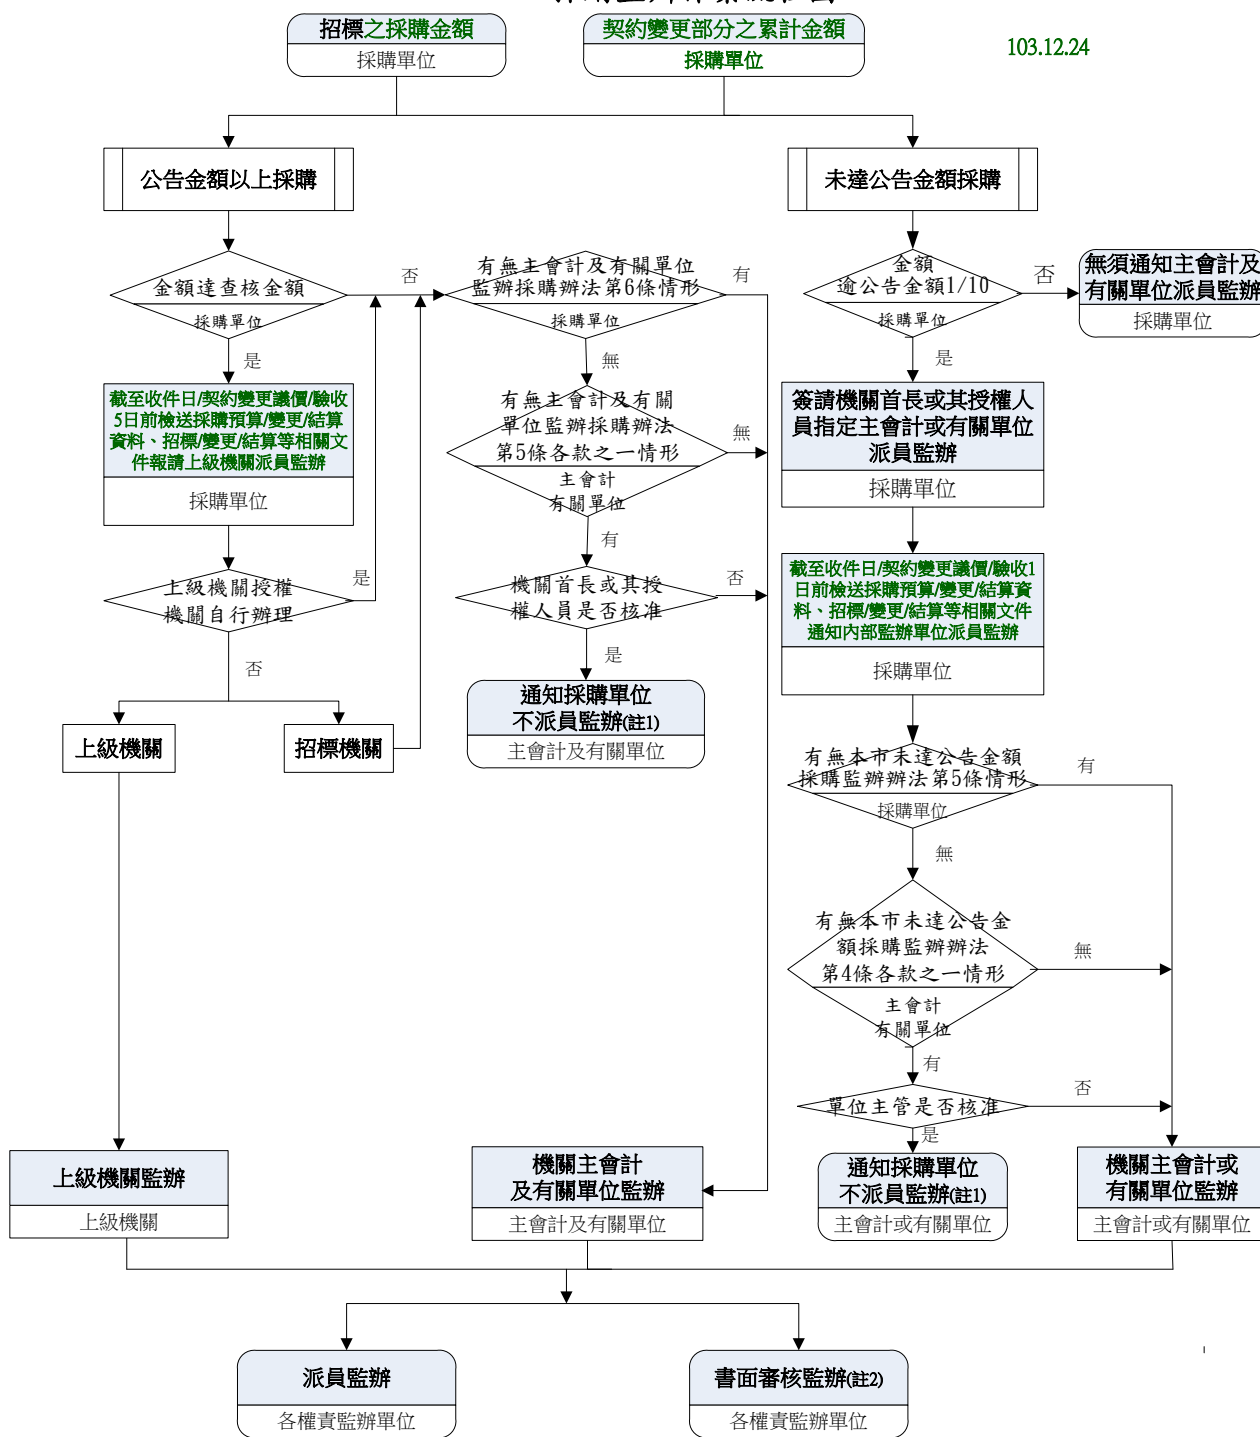 招標之採購金額
採購單位
契約變更部分之累計金額
採購單位
103.12.24
公告金額以上採購
未達公告金額採購
金額達查核金額
採購單位
否
是
有無主會計及有關單位
監辦採購辦法第6條情形
採購單位
有
無
金額
逾公告金額1/10
採購單位
否
是
無須通知主會計及
有關單位派員監辦
採購單位
截至收件日/契約變更議價/驗收
5日前檢送採購預算/變更/結算
資料、招標/變更/結算等相關文
件報請上級機關派員監辦
採購單位
有無主會計及有關
單位監辦採購辦法
第5條各款之一情形
主會計
有關單位
無
有
簽請機關首長或其授權人
員指定主會計或有關單位
派員監辦
採購單位
上級機關授權
機關自行辦理
是
否
機關首長或其授
權人員是否核准
否
是
截至收件日/契約變更議價/驗收1
日前檢送採購預算/變更/結算資
料、招標/變更/結算等相關文件
通知內部監辦單位派員監辦
採購單位
上級機關
招標機關
通知採購單位
不派員監辦(註1)
主會計及有關單位
有無本市未達公告金額
採購監辦辦法第5條情形
採購單位
有
無
有無本市未達公告金
額採購監辦辦法
第4條各款之一情形
主會計
有關單位
無
有
單位主管是否核准
否
是
上級機關監辦
上級機關
機關主會計
及有關單位監辦
主會計及有關單位
通知採購單位
不派員監辦(註1)
主會計或有關單位
機關主會計或
有關單位監辦
主會計或有關單位
派員監辦
各權責監辦單位
書面審核監辦(註2)
各權責監辦單位